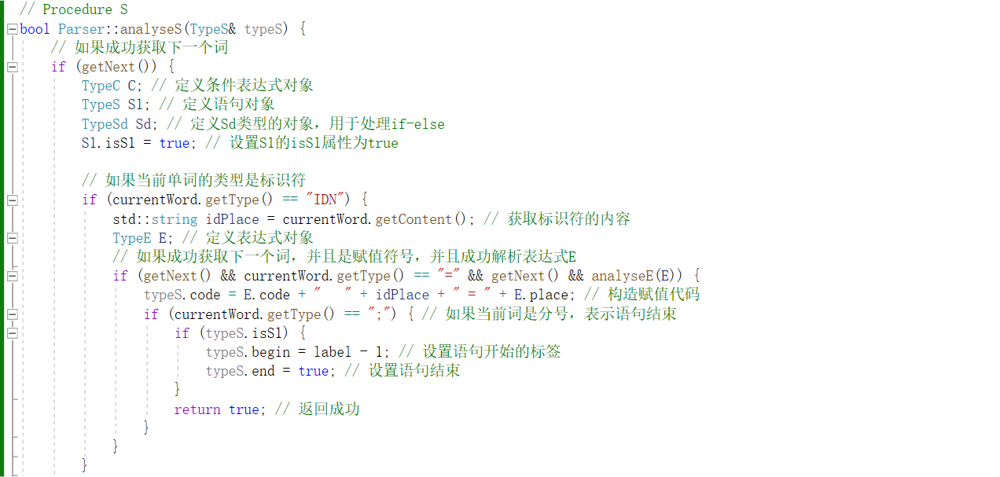 // Procedure S
bool Parser::analyseS(TypeS& typeS) {
    // 如果成功获取下一个词
    if (getNext()) {
        TypeC C; // 定义条件表达式对象
        TypeS S1; // 定义语句对象
        TypeSd Sd; // 定义Sd类型的对象，用于处理if-else
        S1.isS1 = true; // 设置S1的isS1属性为true

        // 如果当前单词的类型是标识符
        if (currentWord.getType() == "IDN") {
            std::string idPlace = currentWord.getContent(); // 获取标识符的内容
            TypeE E; // 定义表达式对象
            // 如果成功获取下一个词，并且是赋值符号，并且成功解析表达式E
            if (getNext() && currentWord.getType() == "=" && getNext() && analyseE(E)) {
                typeS.code = E.code + "   " + idPlace + " = " + E.place; // 构造赋值代码
                if (currentWord.getType() == ";") { // 如果当前词是分号，表示语句结束
                    if (typeS.isS1) {
                        typeS.begin = label - 1; // 设置语句开始的标签
                        typeS.end = true; // 设置语句结束
                    }
                    return true; // 返回成功
                }
            }
        }